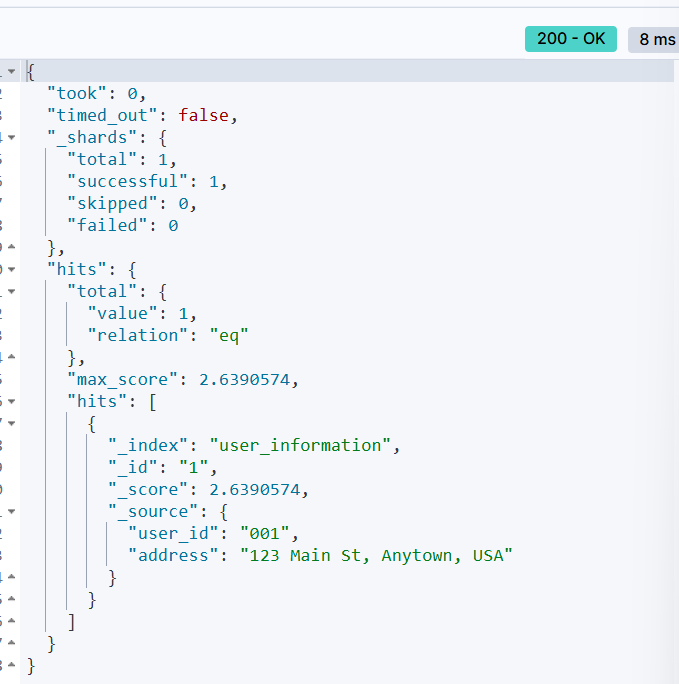 200 - OK
8 ms
{
"took": 0,
"timed_out": false,
"_shards": {
"total": 1,
"successful": 1,
"skipped": 0,
"failed": 0
},
"hits": {
"total": {
"value": 1,
"relation": "eq"
},
"max_score": 2.6390574,
"hits": [
{
"_index": "user_information",
"_id": "1",
"_score": 2.6390574,
"_source": {
"user_id": "001",
"address": "123 Main St, Anytown, USA"
}
}
]
}
}